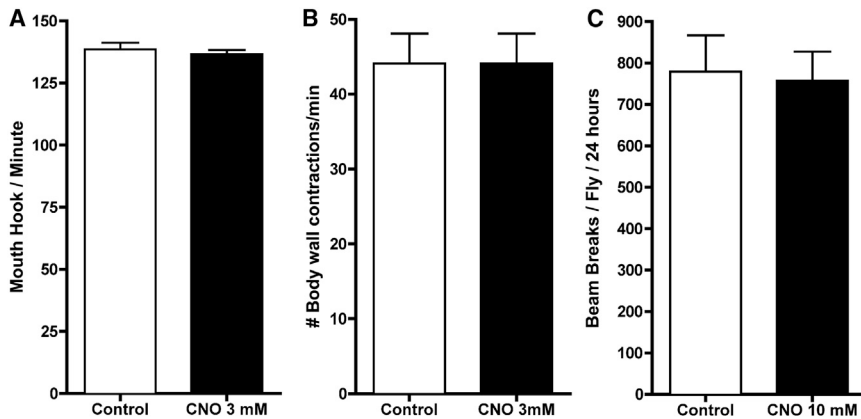 A
150
125
100
75
50
25
0
Mouth Hook / Minute
Control
CNO 3 mM
B
50
40
30
20
10
0
# Body wall contractions/min
Control
CNO 3mM
C
900
800
700
600
500
400
300
200
100
0
Beam Breaks / Fly / 24 hours
Control
CNO 10 mM